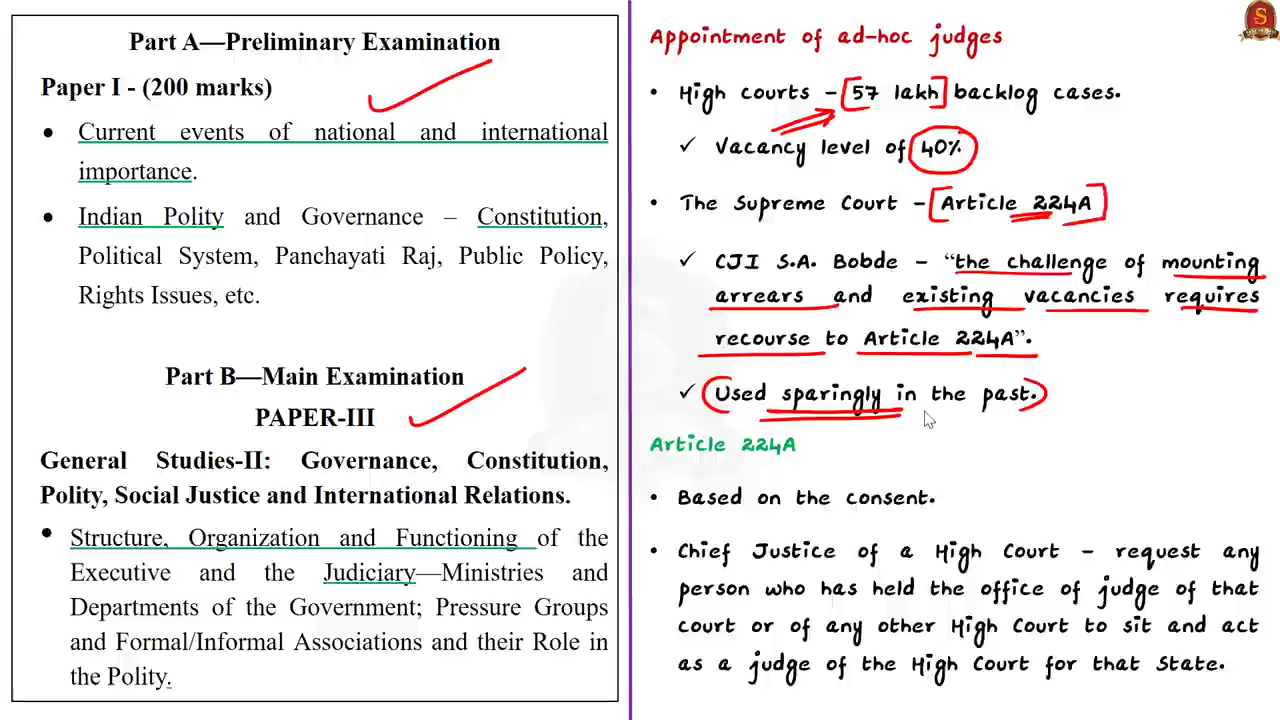 Part A—Preliminary Examination
Paper I - (200 marks)
• Current events of national and international
importance.
• Indian Polity and Governance – Constitution,
Political System, Panchayati Raj, Public Policy,
Rights Issues, etc.
Part B—Main Examination
PAPER-III
General Studies-II: Governance, Constitution,
Polity, Social Justice and International Relations.
• Structure, Organization and Functioning of the
Executive and the Judiciary—Ministries and
Departments of the Government; Pressure Groups
and Formal/Informal Associations and their Role in
the Polity.
Appointment of ad-hoc judges
• High courts - [57 lakh] backlog cases.
✓ Vacancy level of 40%
• The Supreme Court - [Article 224A]
✓ CJI S.A. Bobde - “the challenge of mounting
arrears and existing vacancies requires
recourse to Article 224A”.
✓ (Used sparingly in the past.)
Article 224A
• Based on the consent.
• Chief Justice of a High Court - request any
person who has held the office of judge of that
court or of any other High Court to sit and act
as a judge of the High Court for that State.
S